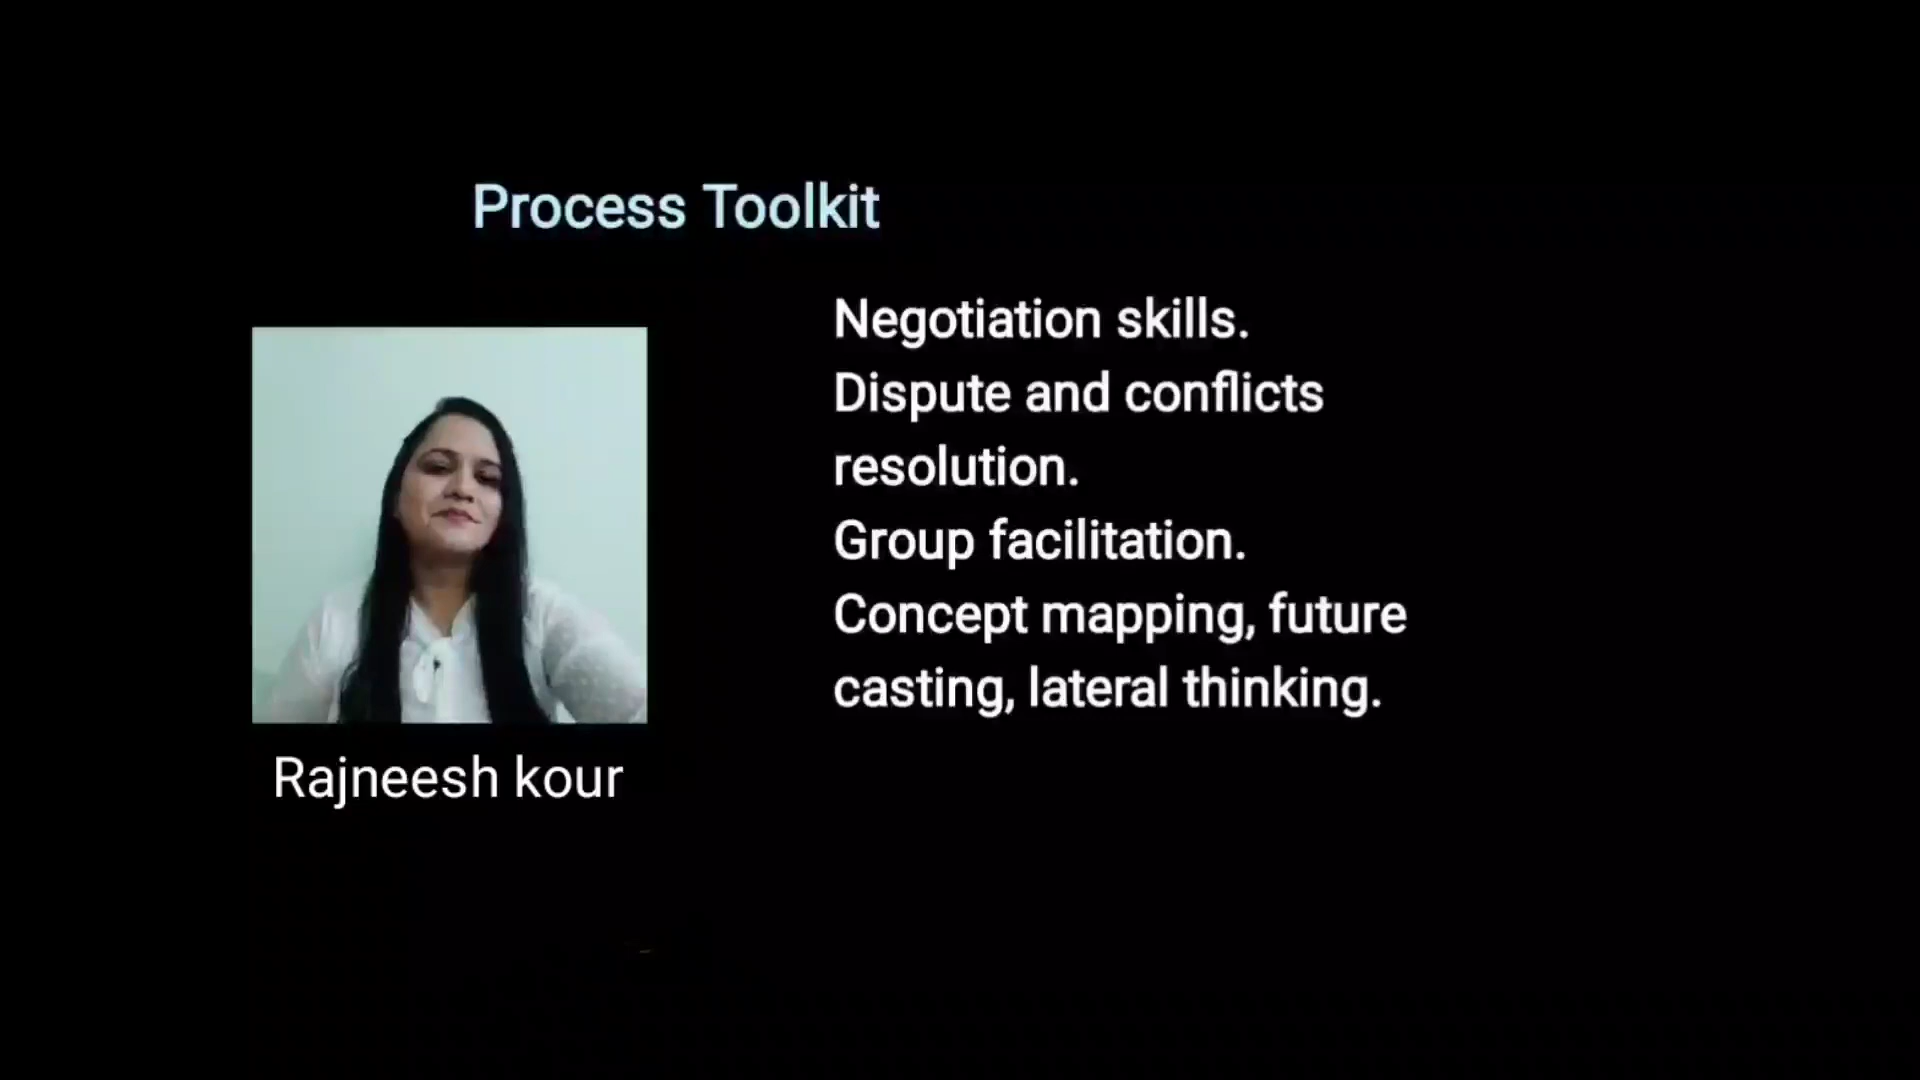 Process Toolkit
Negotiation skills.
Dispute and conflicts
resolution.
Group facilitation.
Concept mapping, future
casting, lateral thinking.
Rajneesh kour